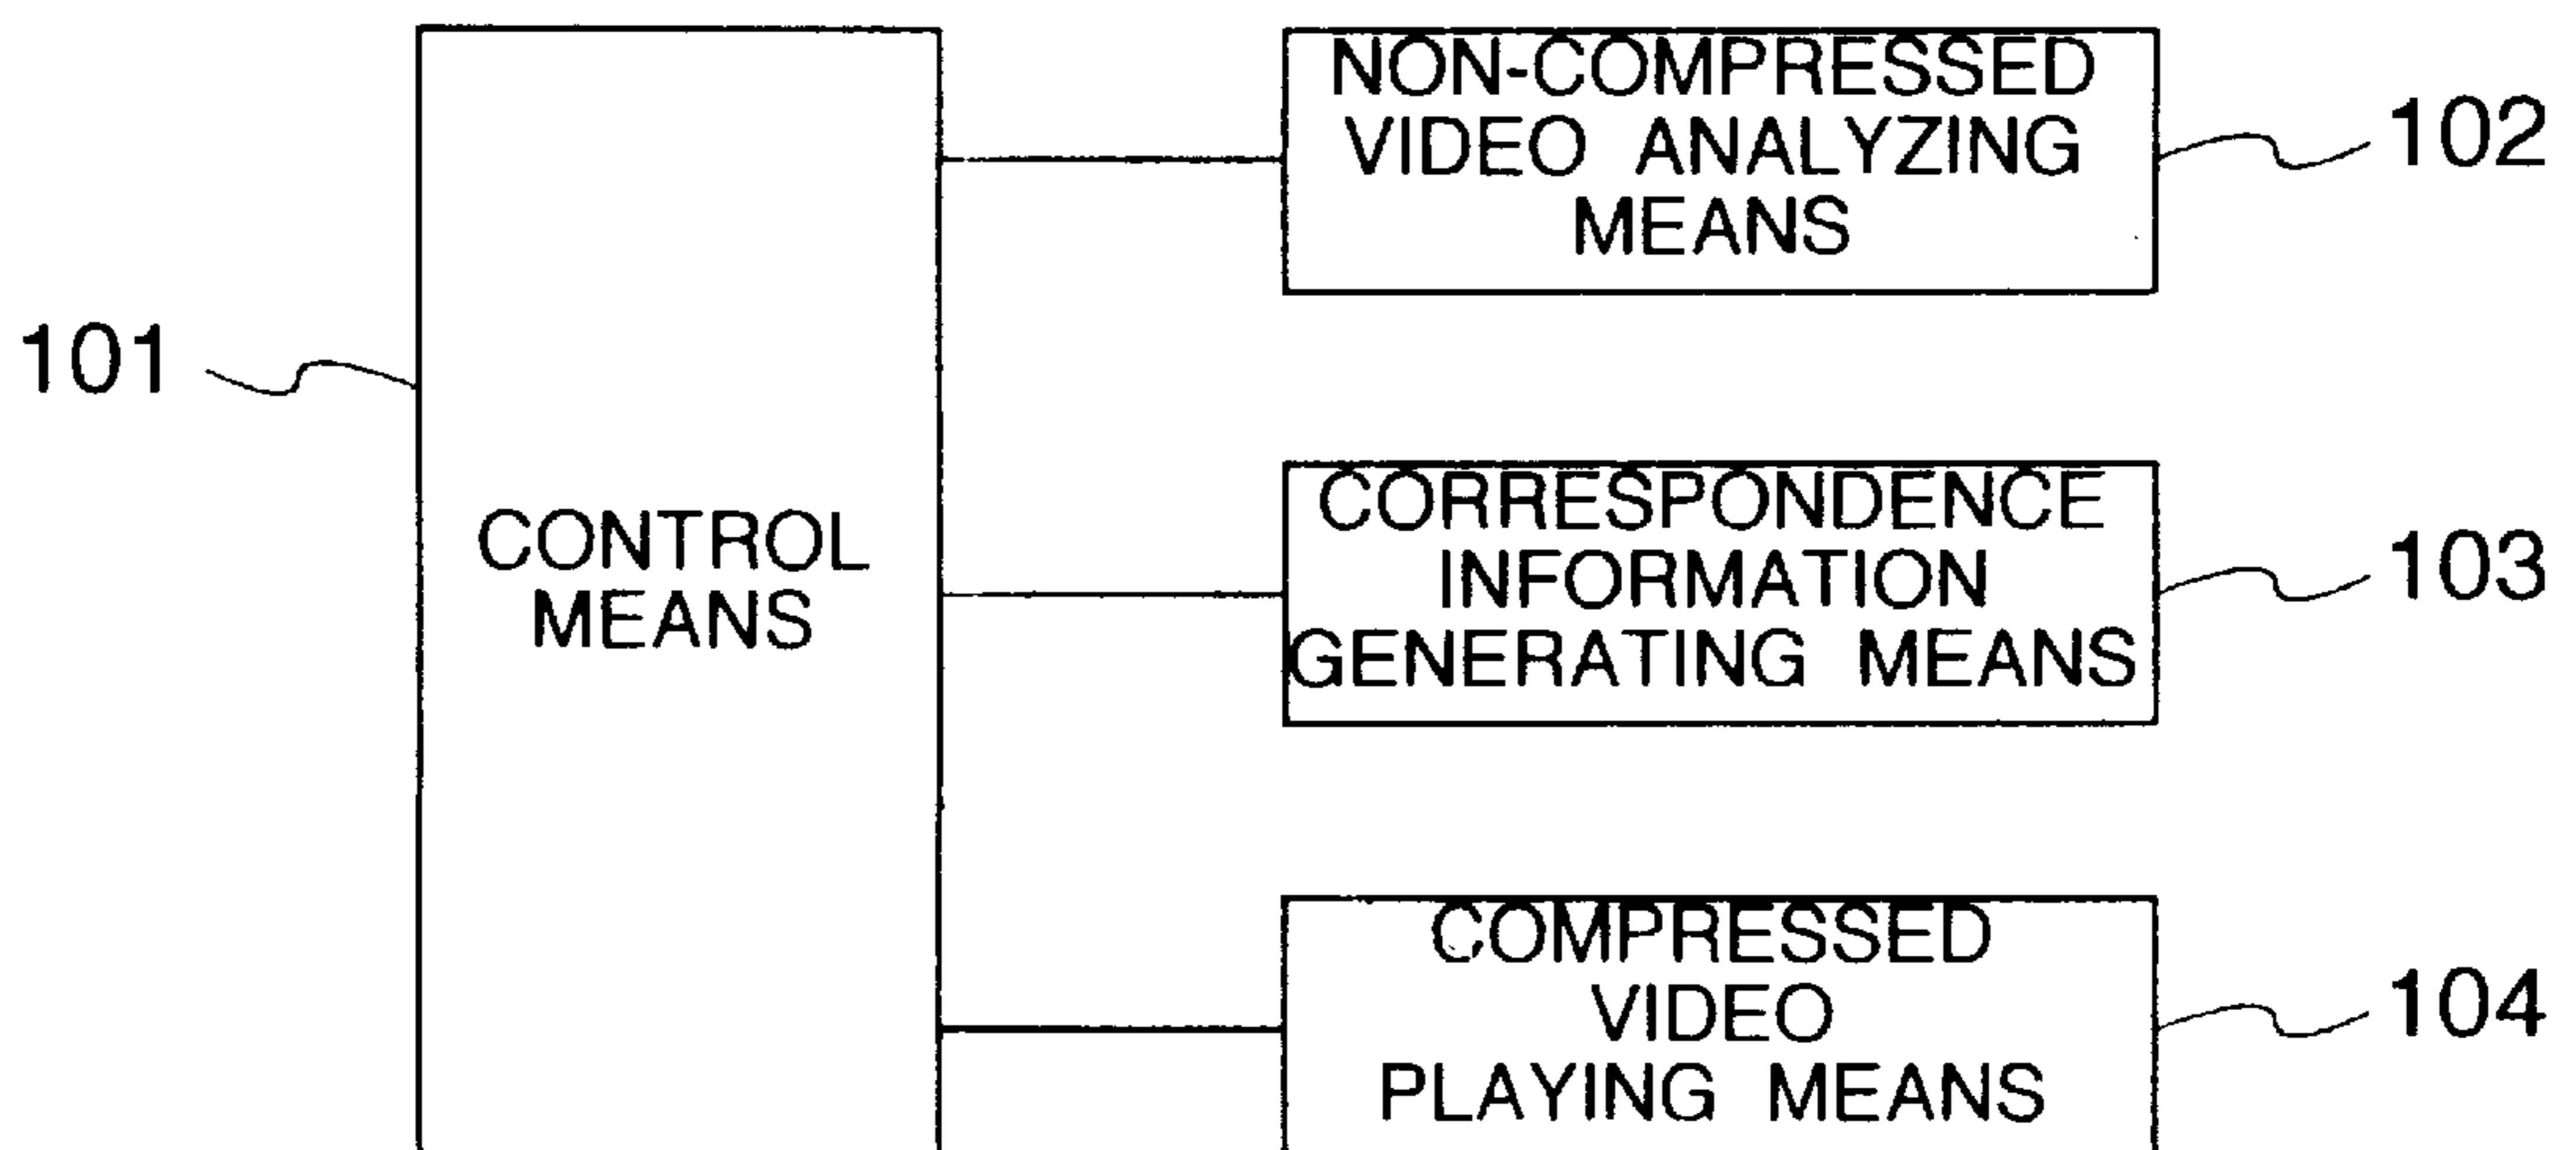 NON-COMPRESSED
VIDEO ANALYZING
MEANS
102
101
CONTROL
MEANS
CORRESPONDENCE
INFORMATION
GENERATING MEANS
103
COMPRESSED
VIDEO
PLAYING MEANS
104